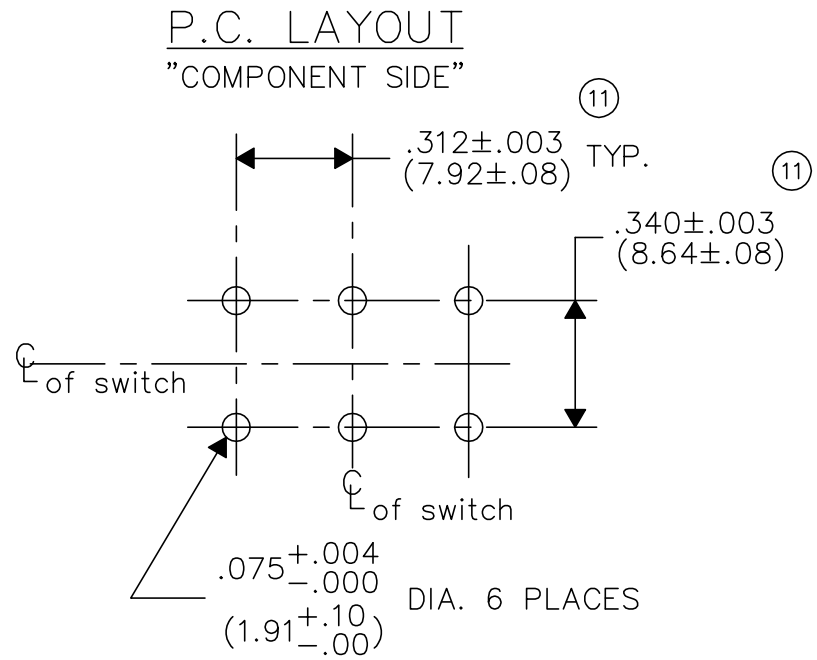 P.C. LAYOUT
"COMPONENT SIDE"
11
.312±.003
(7.92±.08)
TYP.
11
.340±.003
(8.64±.08)
℄ of switch
℄ of switch
.075 +.004
-.000
(1.91 +.10
-.00)
DIA. 6 PLACES